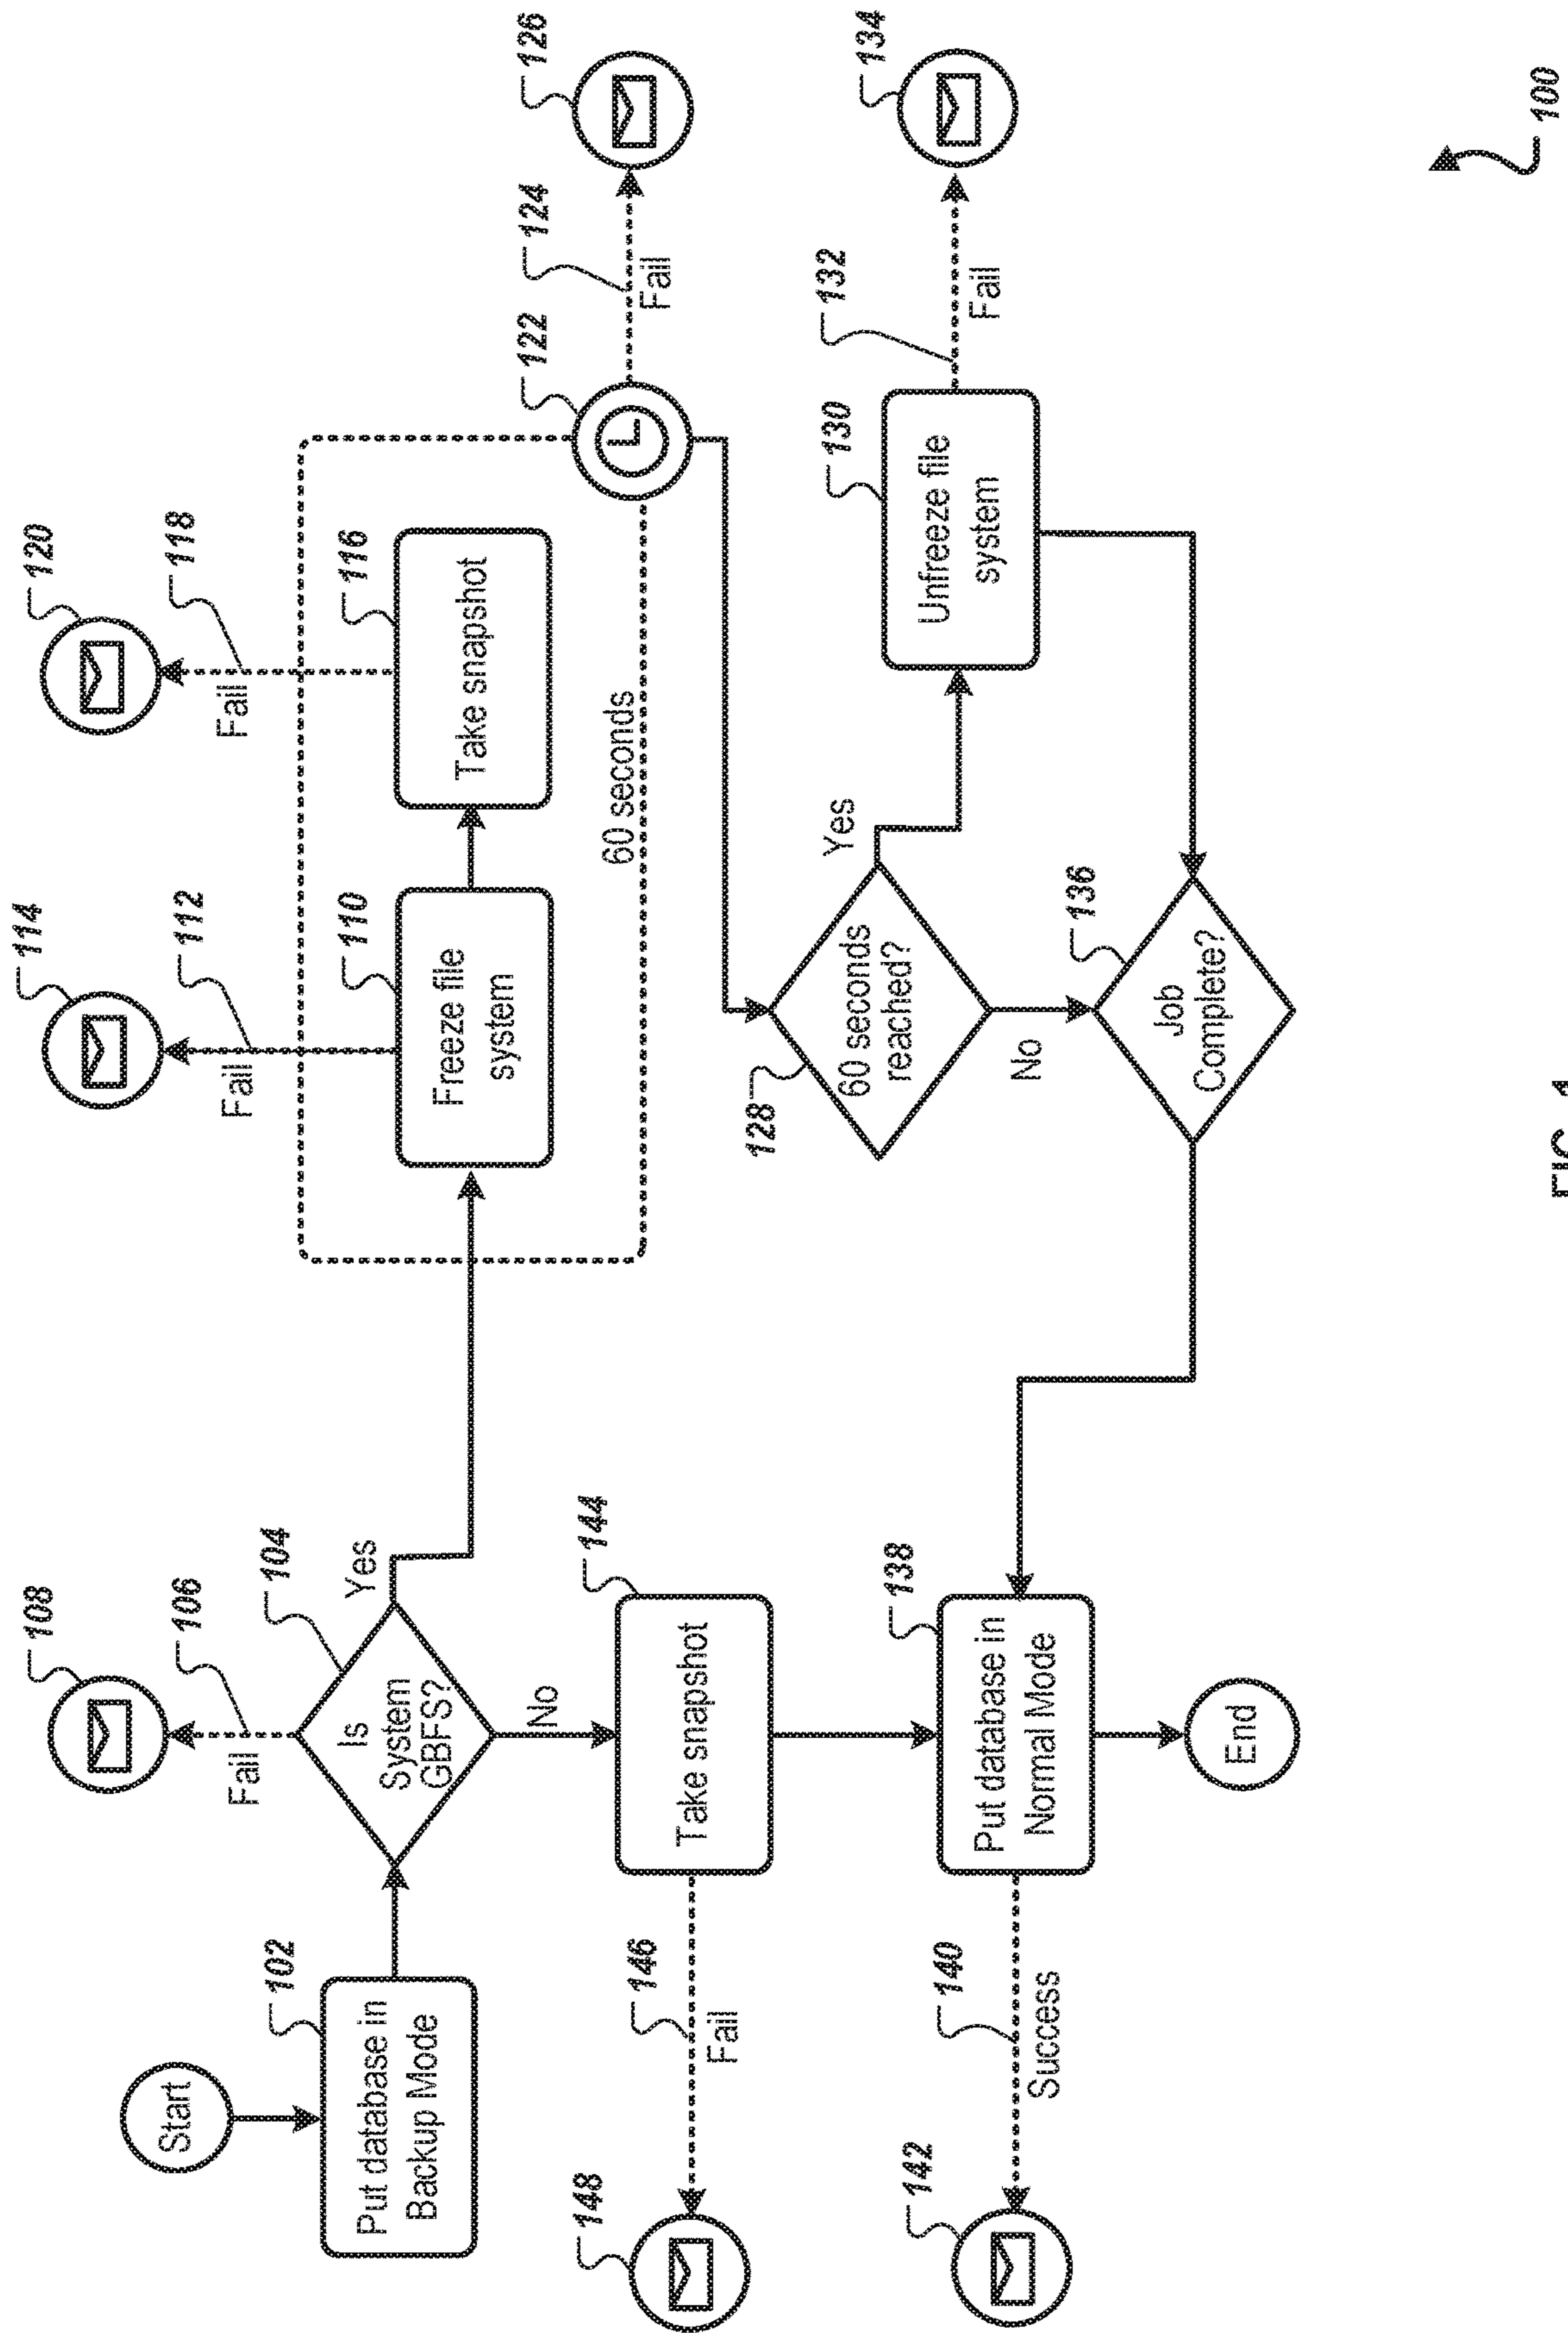 Start
102
Put database in
Backup Mode
108
106
Fail
104
Is
System
GBFS?
Yes
No
114
112
Fail
110
Freeze file
system
120
118
Fail
116
Take snapshot
60 seconds
122
124
Fail
126
148
146
Fail
144
Take snapshot
128
60 seconds
reached?
Yes
No
130
Unfreeze file
system
132
Fail
134
142
140
Success
138
Put database in
Normal Mode
136
Job
Complete?
End
100
FIG. 1